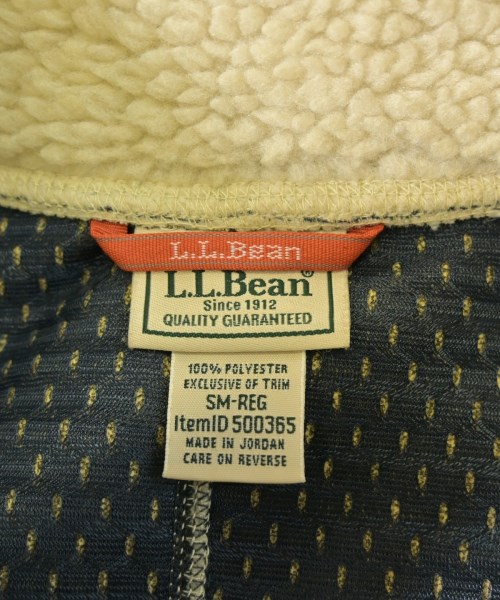 L.L.Bean
L.L.Bean®
Since 1912
QUALITY GUARANTEED
100% POLYESTER
EXCLUSIVE OF TRIM
SM-REG
ItemID 500365
MADE IN JORDAN
CARE ON REVERSE